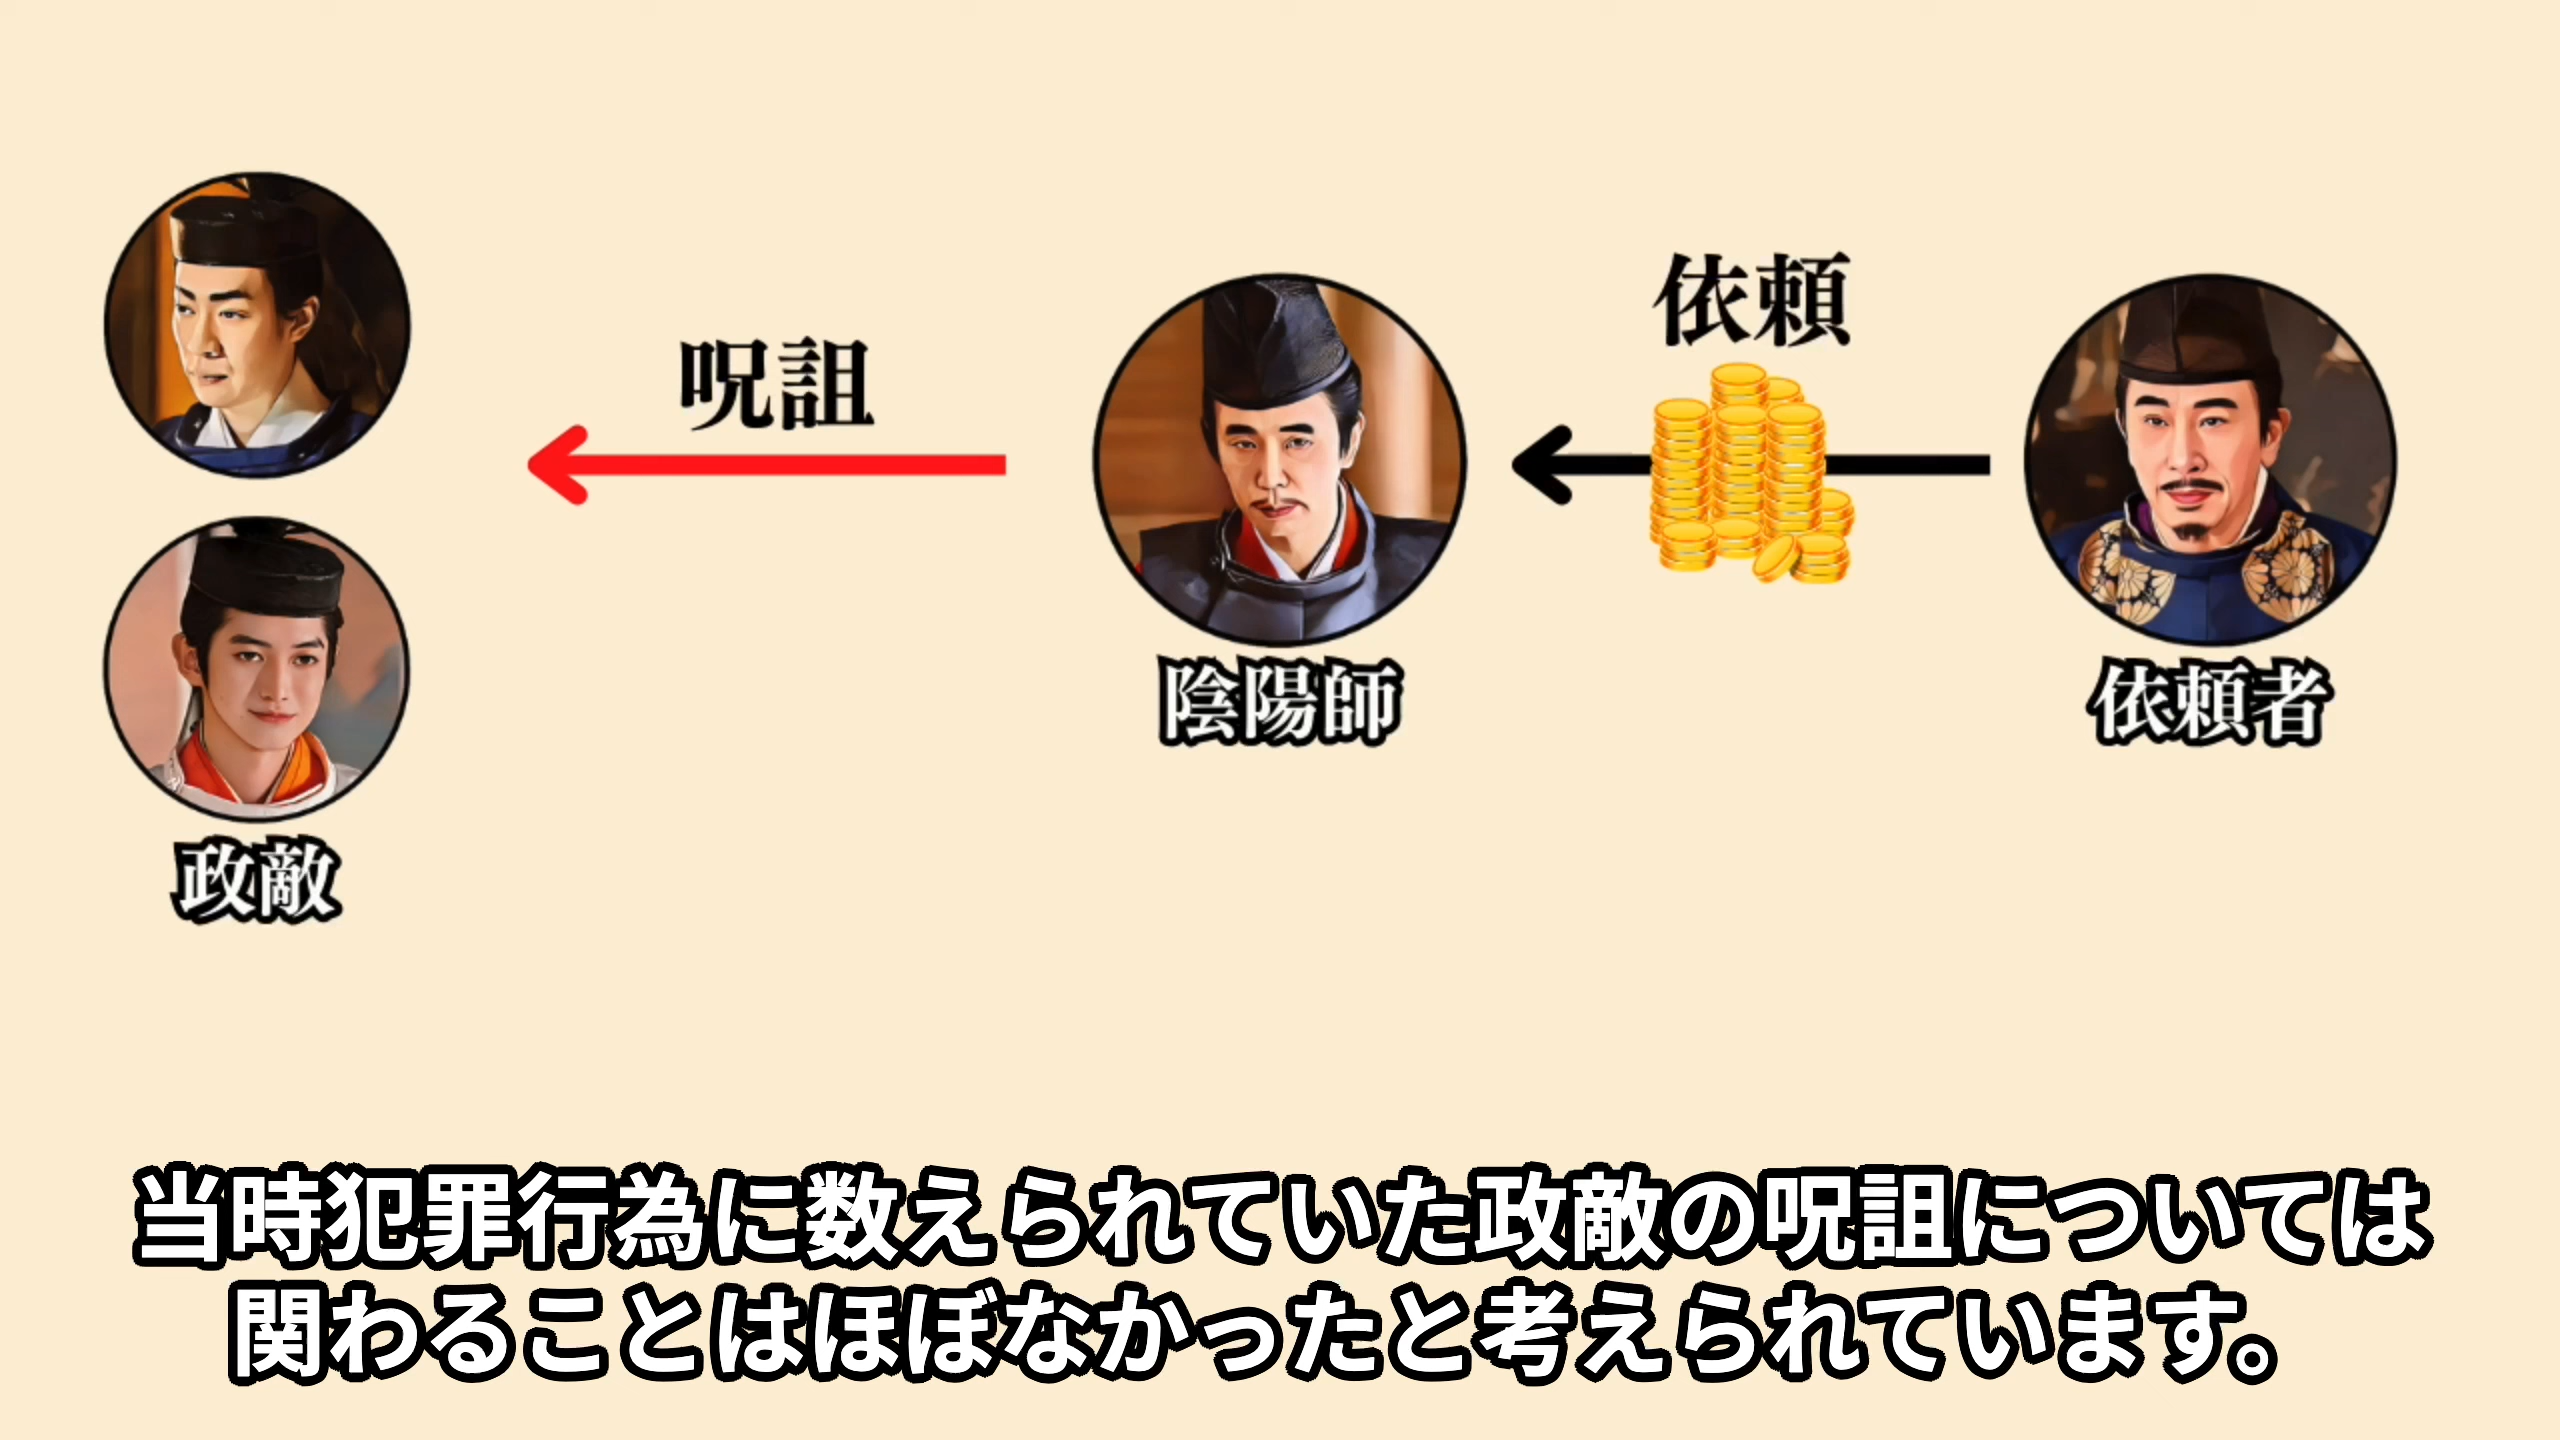 呪詛
依頼
陰陽師
依頼者
政敵
当時犯罪行為に数えられていた政敵の呪詛については
関わることはほぼなかったと考えられています。